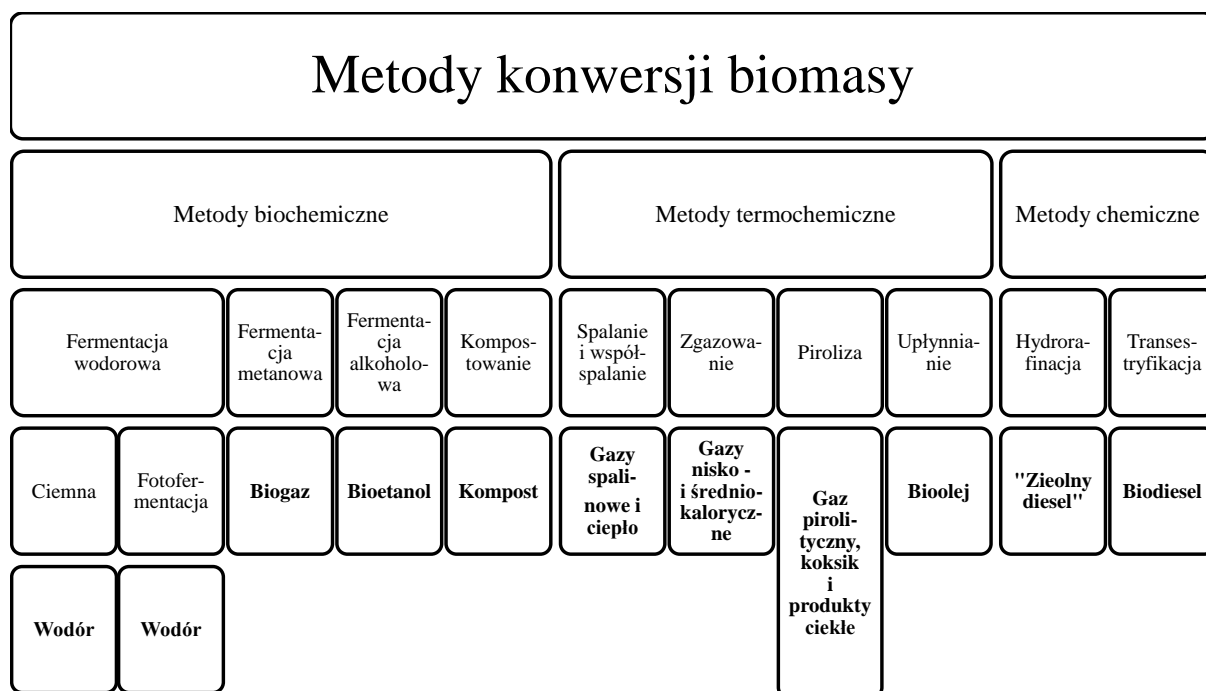 Metody konwersji biomasy
Metody biochemiczne
Metody termochemiczne
Metody chemiczne
Fermentacja
wodorowa
Fermenta-
cja
metanowa
Fermenta-
cja
alkoholo-
wa
Kompos-
towanie
Spalanie
i współ-
spalanie
Zgazowa-
nie
Piroliza
Upłynnia-
nie
Hydrora-
finacja
Transes-
tryfikacja
Ciemna
Fotofer-
mentacja
Biogaz
Bioetanol
Kompost
Gazy
spali-
nowe i
ciepło
Gazy
nisko -
i średnio-
kalorycz-
ne
Gaz
piroli-
tyczny,
koksik
i
produkty
ciekłe
Bioolej
"Zieolny
diesel"
Biodiesel
Wodór
Wodór